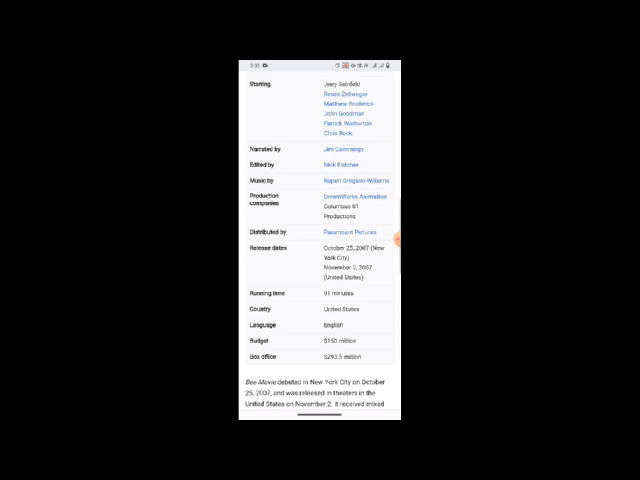 Starring Jerry Seinfeld
Renée Zellweger
Matthew Broderick
John Goodman
Patrick Warburton
Chris Rock
Narrated by Jim Cummings
Edited by Nick Fletcher
Music by Rupert Gregson-Williams
Production companies DreamWorks Animation
Columbus 81
Productions
Distributed by Paramount Pictures
Release dates October 25, 2007 (New
York City)
November 2, 2007
(United States)
Running time 91 minutes
Country United States
Language English
Budget $150 million
Box office $293.5 million
Bee Movie debuted in New York City on October
25, 2007, and was released in theaters in the
United States on November 2. It received mixed